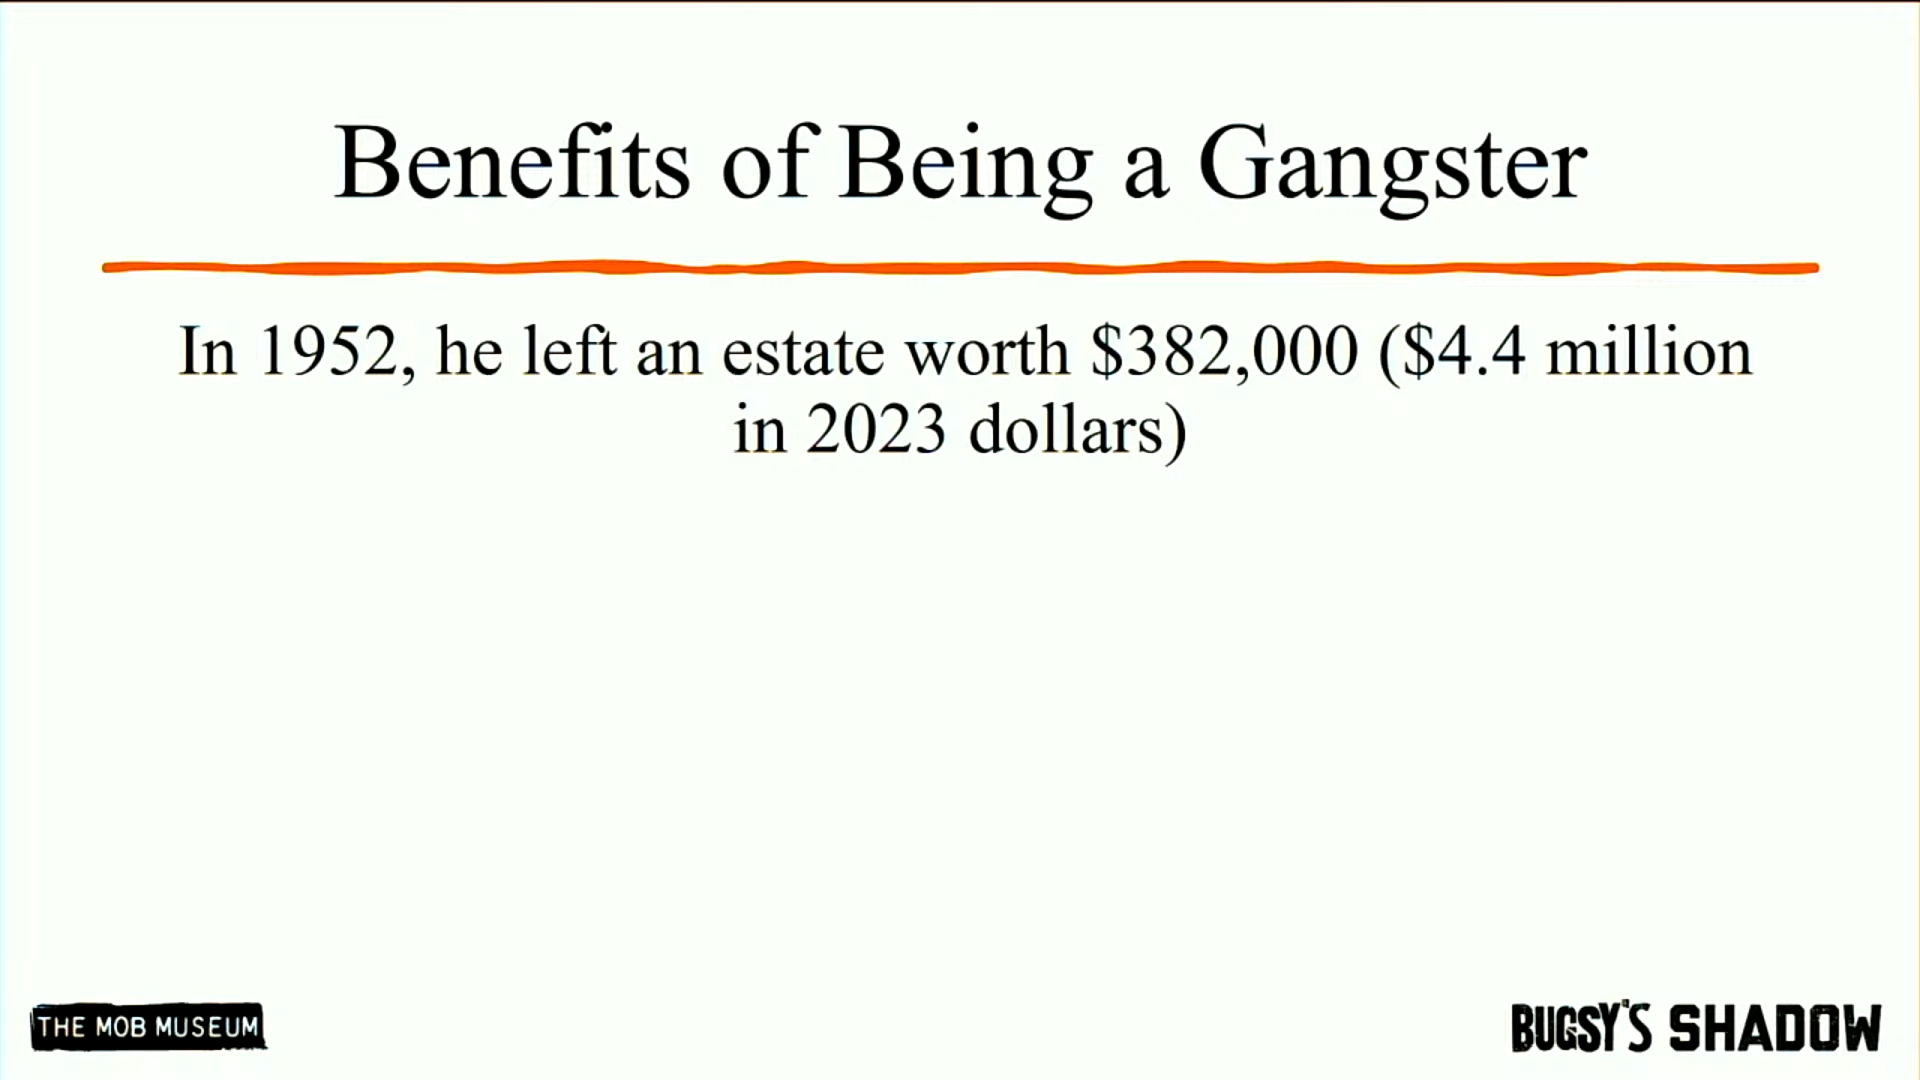 Benefits of Being a Gangster
In 1952, he left an estate worth $382,000 ($4.4 million
in 2023 dollars)
THE MOB MUSEUM
BUGSY'S SHADOW